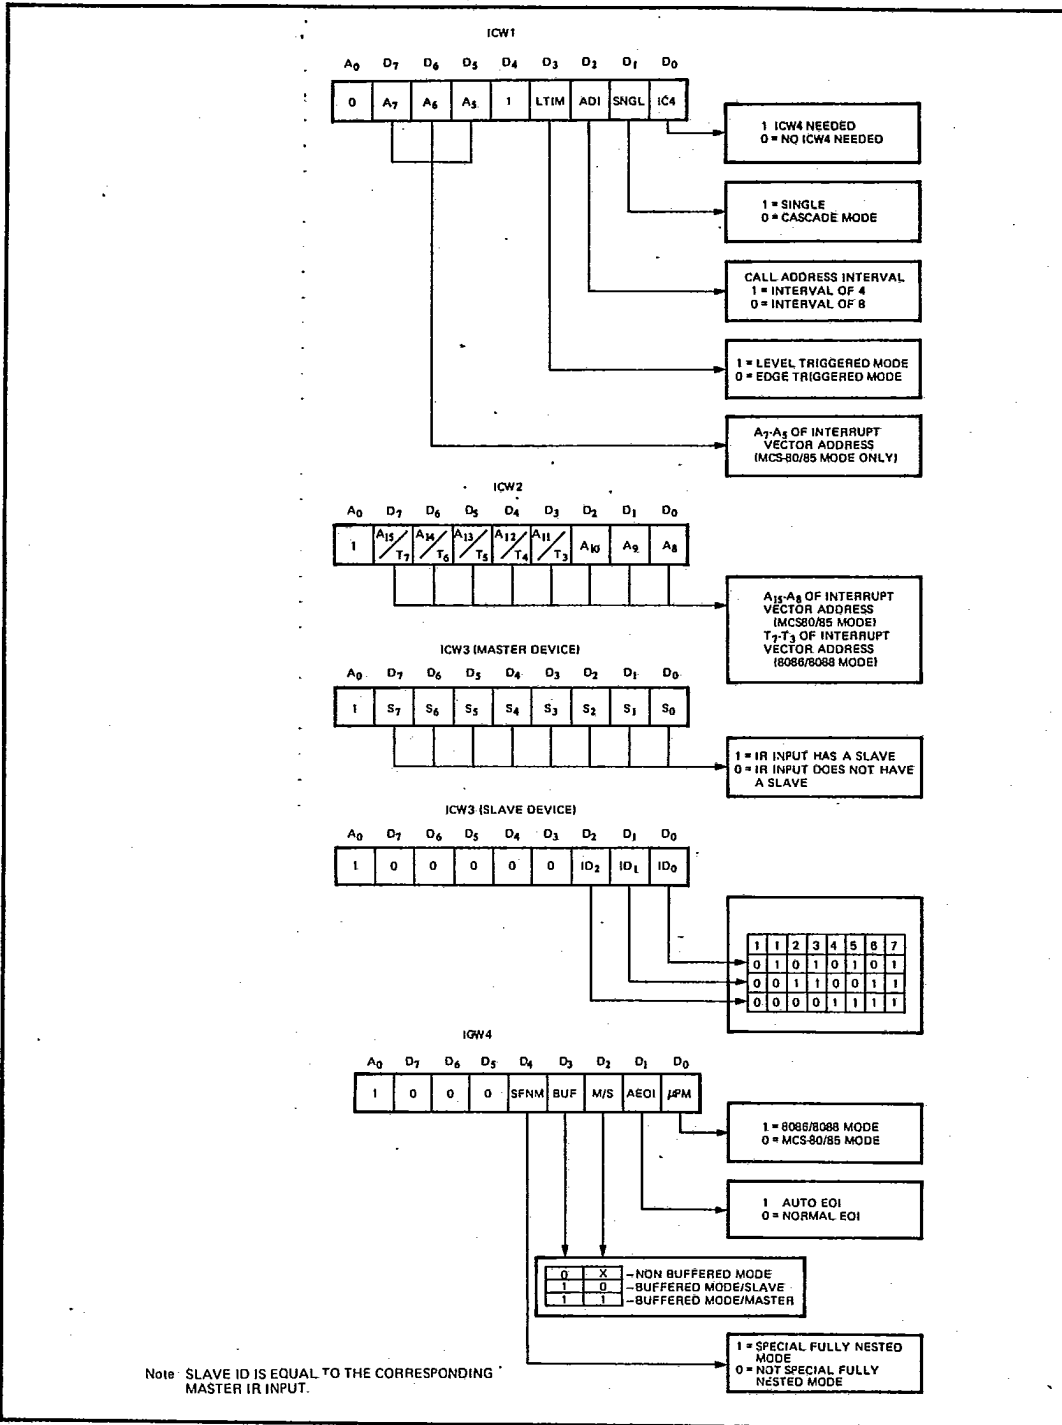 ICW1
A0 D7 D6 D5 D4 D3 D2 D1 D0
0 A7 A6 A5 1 LTIM ADI SNGL IC4
1 ICW4 NEEDED
0 = NO ICW4 NEEDED
1 = SINGLE
0 = CASCADE MODE
CALL ADDRESS INTERVAL
1 = INTERVAL OF 4
0 = INTERVAL OF 8
1 = LEVEL TRIGGERED MODE
0 = EDGE TRIGGERED MODE
A7-A5 OF INTERRUPT
VECTOR ADDRESS
(MCS-80/85 MODE ONLY)
ICW2
A0 D7 D6 D5 D4 D3 D2 D1 D0
1 A15/T7 A14/T6 A13/T5 A12/T4 A11/T3 A10 A9 A8
A15-A8 OF INTERRUPT
VECTOR ADDRESS
(MCS80/85 MODE)
T7-T3 OF INTERRUPT
VECTOR ADDRESS
(8086/8088 MODE)
ICW3 (MASTER DEVICE)
A0 D7 D6 D5 D4 D3 D2 D1 D0
1 S7 S6 S5 S4 S3 S2 S1 S0
1 = IR INPUT HAS A SLAVE
0 = IR INPUT DOES NOT HAVE
A SLAVE
ICW3 (SLAVE DEVICE)
A0 D7 D6 D5 D4 D3 D2 D1 D0
1 0 0 0 0 0 ID2 ID1 ID0
1 1 2 3 4 5 6 7
0 1 0 1 0 1 0 1
0 0 1 1 0 0 1 1
0 0 0 0 1 1 1 1
ICW4
A0 D7 D6 D5 D4 D3 D2 D1 D0
1 0 0 0 SFNM BUF M/S AEOI µPM
1 = 8086/8088 MODE
0 = MCS-80/85 MODE
1 AUTO EOI
0 = NORMAL EOI
0 X – NON BUFFERED MODE
1 0 – BUFFERED MODE/SLAVE
1 1 – BUFFERED MODE/MASTER
1 = SPECIAL FULLY NESTED
MODE
0 = NOT SPECIAL FULLY
NESTED MODE
Note SLAVE ID IS EQUAL TO THE CORRESPONDING
MASTER IR INPUT.